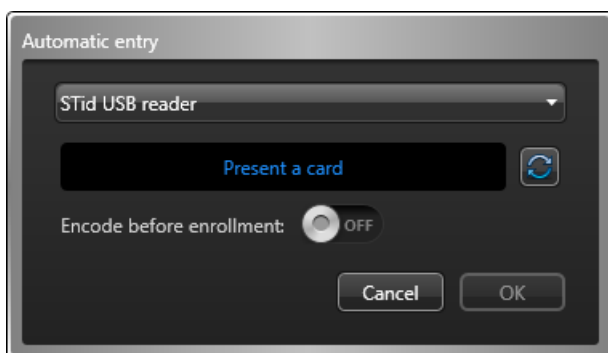 Automatic entry
STid USB reader
Present a card
Encode before enrollment: OFF
Cancel OK